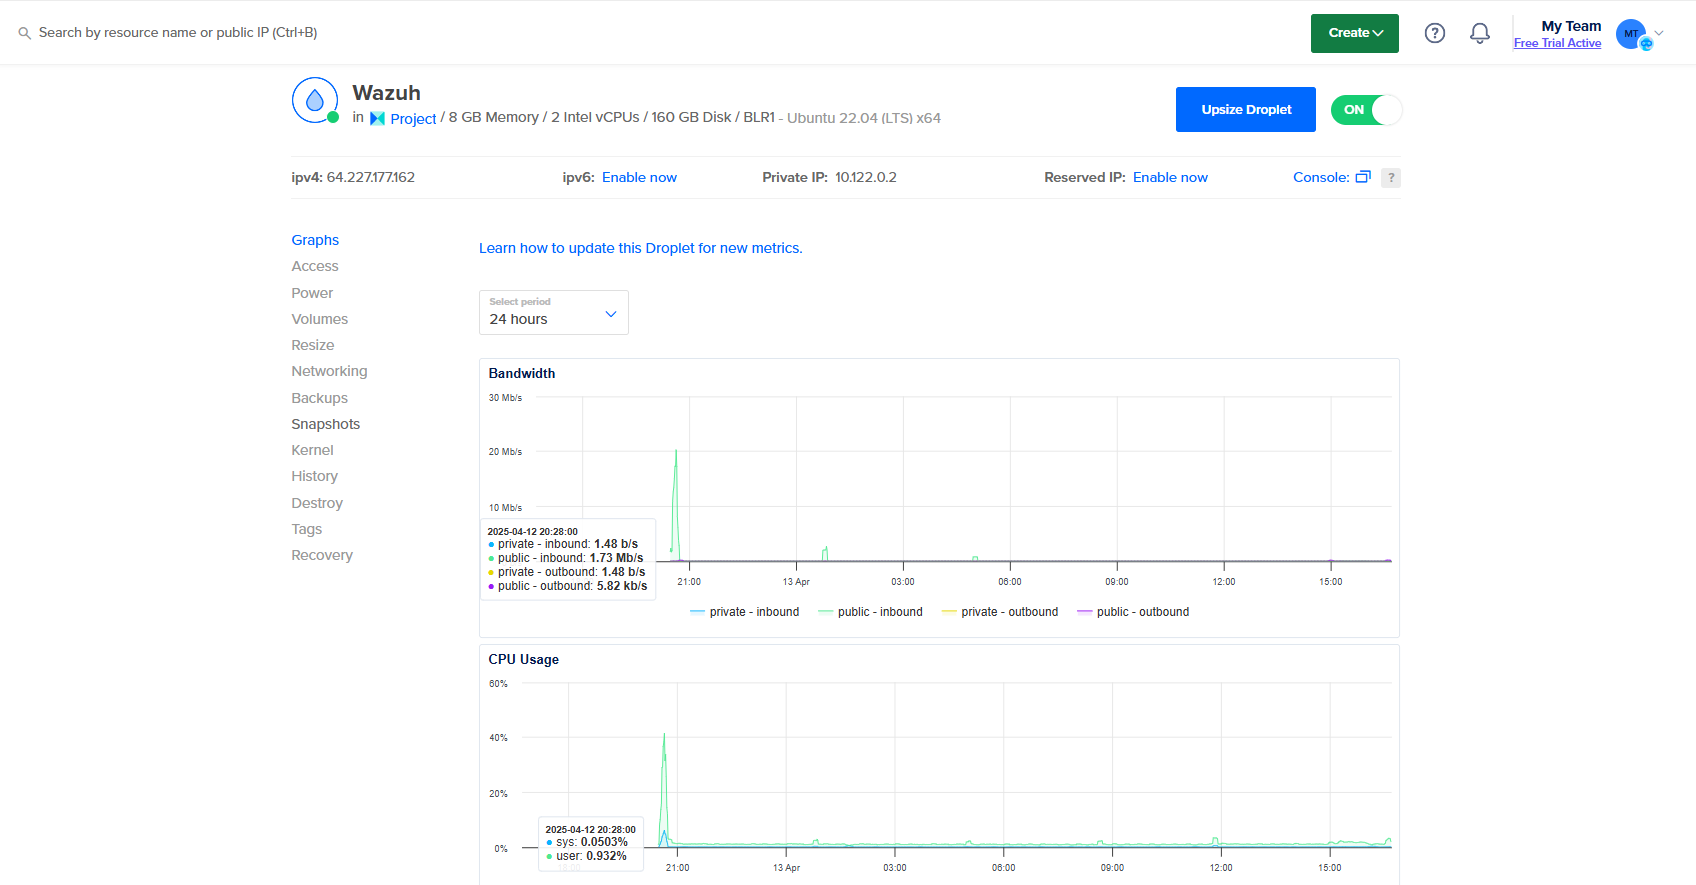 Search by resource name or public IP (Ctrl+B)
Create
?
My Team
Free Trial Active
MT
Wazuh
in Project / 8 GB Memory / 2 Intel vCPUs / 160 GB Disk / BLR1 - Ubuntu 22.04 (LTS) x64
Upsize Droplet
ON
ipv4: 64.227.177.162
ipv6: Enable now
Private IP: 10.122.0.2
Reserved IP: Enable now
Console: ?
Graphs
Access
Power
Volumes
Resize
Networking
Backups
Snapshots
Kernel
History
Destroy
Tags
Recovery
Learn how to update this Droplet for new metrics.
Select period
24 hours
Bandwidth
30 Mb/s
20 Mb/s
10 Mb/s
2025-04-12 20:28:00
private - inbound: 1.48 b/s
public - inbound: 1.73 Mb/s
private - outbound: 1.48 b/s
public - outbound: 5.82 kb/s
21:00 13 Apr 03:00 06:00 09:00 12:00 15:00
private - inbound public - inbound private - outbound public - outbound
CPU Usage
60%
40%
20%
0%
2025-04-12 20:28:00
sys: 0.0503%
user: 0.932%
21:00 13 Apr 03:00 06:00 09:00 12:00 15:00